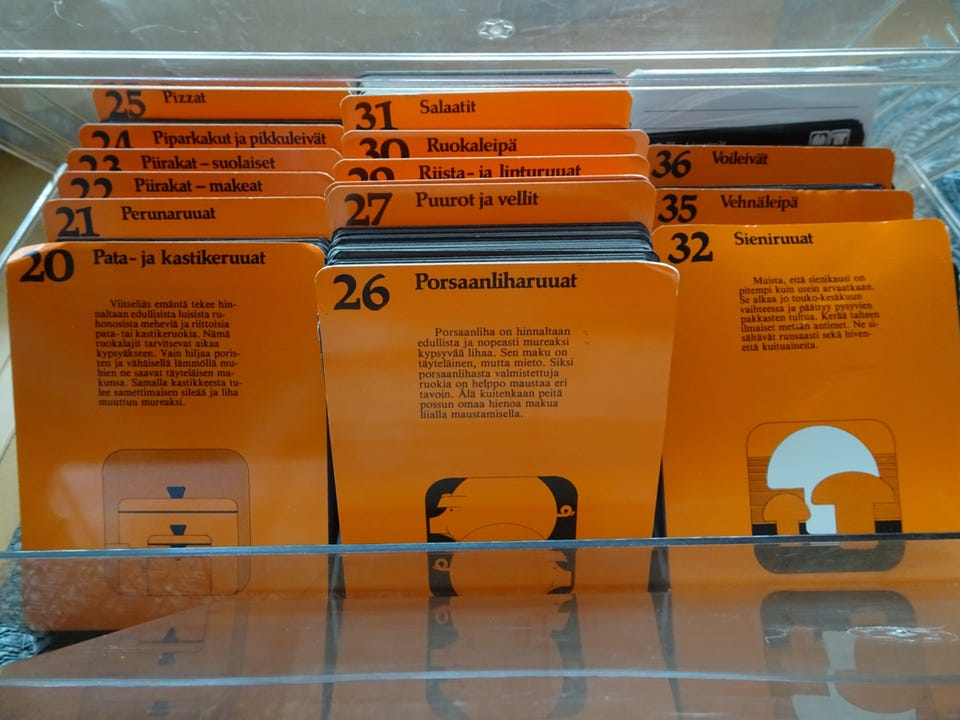 25 Pizzat
24 Piparkakut ja pikkuleivät
23 Piirakat – suolaiset
22 Piirakat – makeat
21 Perunaruuat
20 Pata- ja kastikeruuat
Viitseliäs emäntä tekee hin-
naltaan edullisista luisista ru-
honosista meheviä ja riittoisia
pata- tai kastikeruokia. Nämä
ruokalajat tarvitsevat aikaa
kypsyäkseen. Vain hiljaa poris-
ten ja vähäisellä lämmöllä mu-
hien ne saavat täyteläisen ma-
kunsa. Samalla kastikkeesta tu-
lee samettimaisen sileää ja liha
muuttuu mureaksi.
31 Salaatit
30 Ruokaleipä
29 Riista- ja linturuuat
27 Puurot ja vellit
26 Porsaanliharuuat
Porsaanliha on hinnaltaan
edullista ja nopeasti mureaksi
kypsyvää lihaa. Sen maku on
täyteläinen, mutta mieto. Siksi
porsaanlihasta valmistettuja
ruokia on helppo maustaa eri
tavoin. Älä kuitenkaan peitä
possun omaa hienoa makua
liialla maustamisella.
36 Voileivät
35 Vehnäleipä
32 Sieniruuat
Muista, että sienikausi on
pitempi kuin usein arvaatkaan.
Se alkaa jo touko-kesäkuun
vaihteessa ja päättyy pysyvien
pakkasten tultua. Kerää talteen
ilmaiset metsän antimet. Ne si-
sältävät runsaasti sekä hiven-
että kuituaineita.